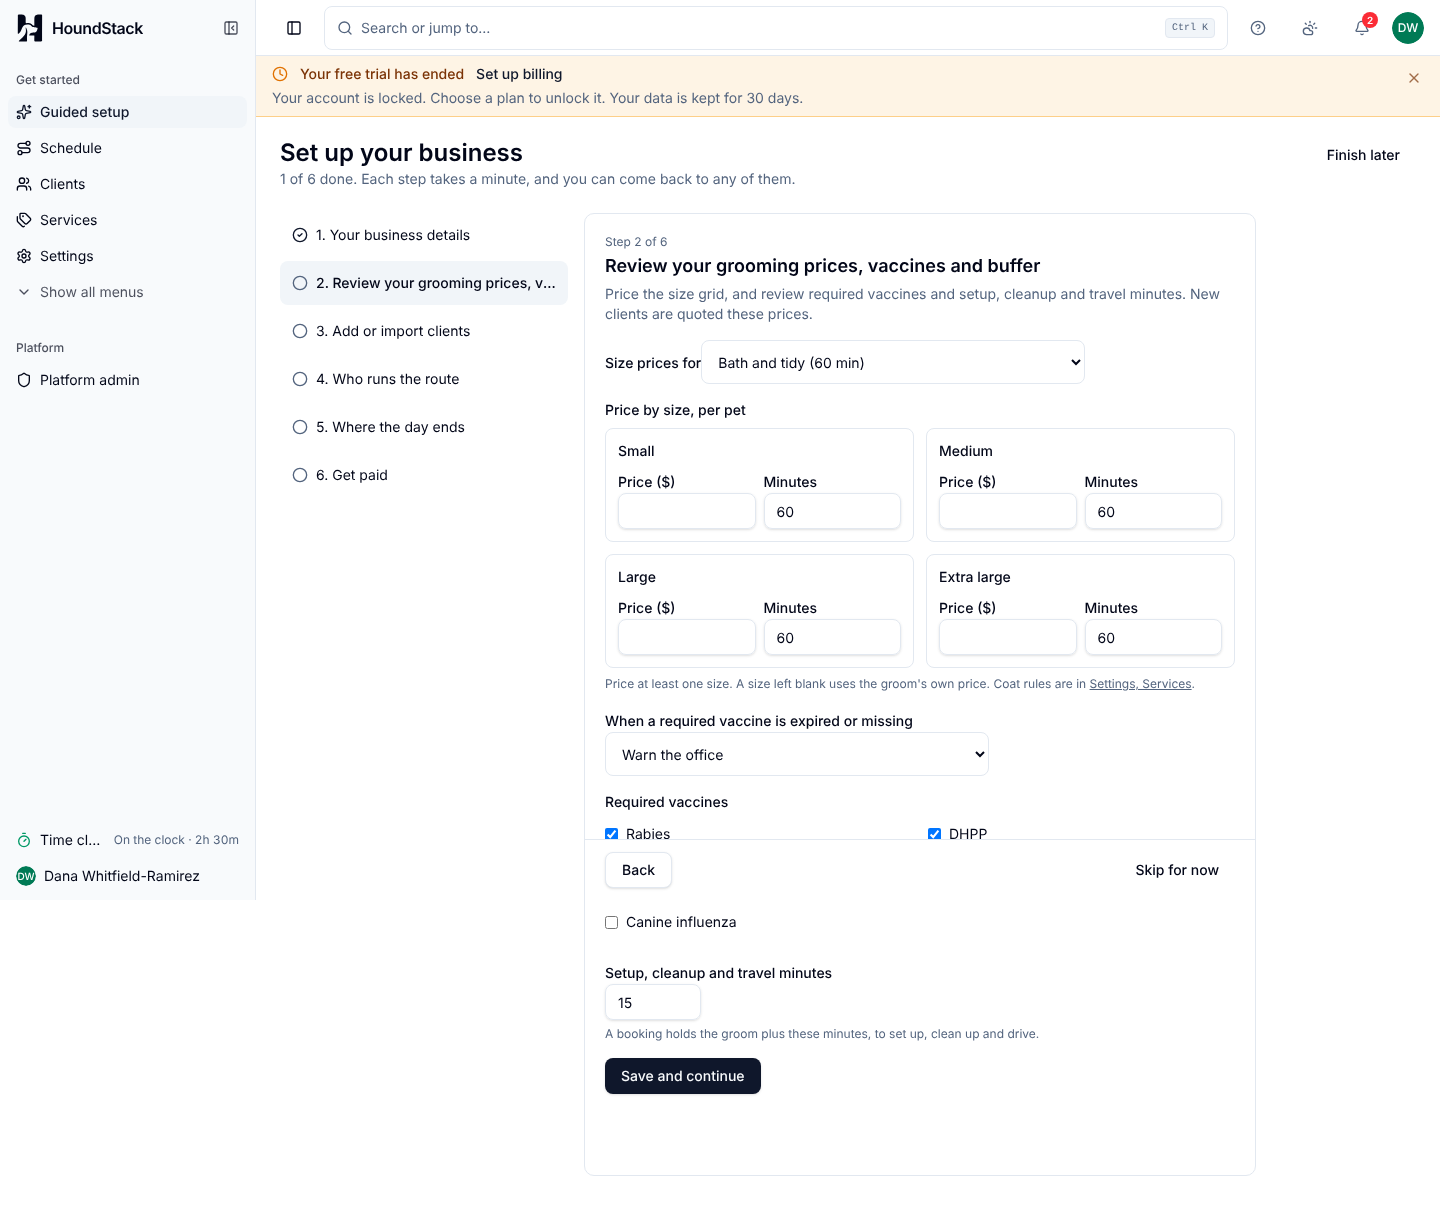 HoundStack
Search or jump to...
Ctrl K
2
DW
Get started
Guided setup
Schedule
Clients
Services
Settings
Show all menus
Platform
Platform admin
Time cl...
On the clock · 2h 30m
DW
Dana Whitfield-Ramirez
Your free trial has ended
Set up billing
Your account is locked. Choose a plan to unlock it. Your data is kept for 30 days.
Set up your business
Finish later
1 of 6 done. Each step takes a minute, and you can come back to any of them.
1. Your business details
2. Review your grooming prices, v...
3. Add or import clients
4. Who runs the route
5. Where the day ends
6. Get paid
Step 2 of 6
Review your grooming prices, vaccines and buffer
Price the size grid, and review required vaccines and setup, cleanup and travel minutes. New
clients are quoted these prices.
Size prices for
Bath and tidy (60 min)
Price by size, per pet
Small
Price ($)
Minutes
60
Medium
Price ($)
Minutes
60
Large
Price ($)
Minutes
60
Extra large
Price ($)
Minutes
60
Price at least one size. A size left blank uses the groom's own price. Coat rules are in Settings, Services.
When a required vaccine is expired or missing
Warn the office
Required vaccines
Rabies
DHPP
Back
Skip for now
Canine influenza
Setup, cleanup and travel minutes
15
A booking holds the groom plus these minutes, to set up, clean up and drive.
Save and continue